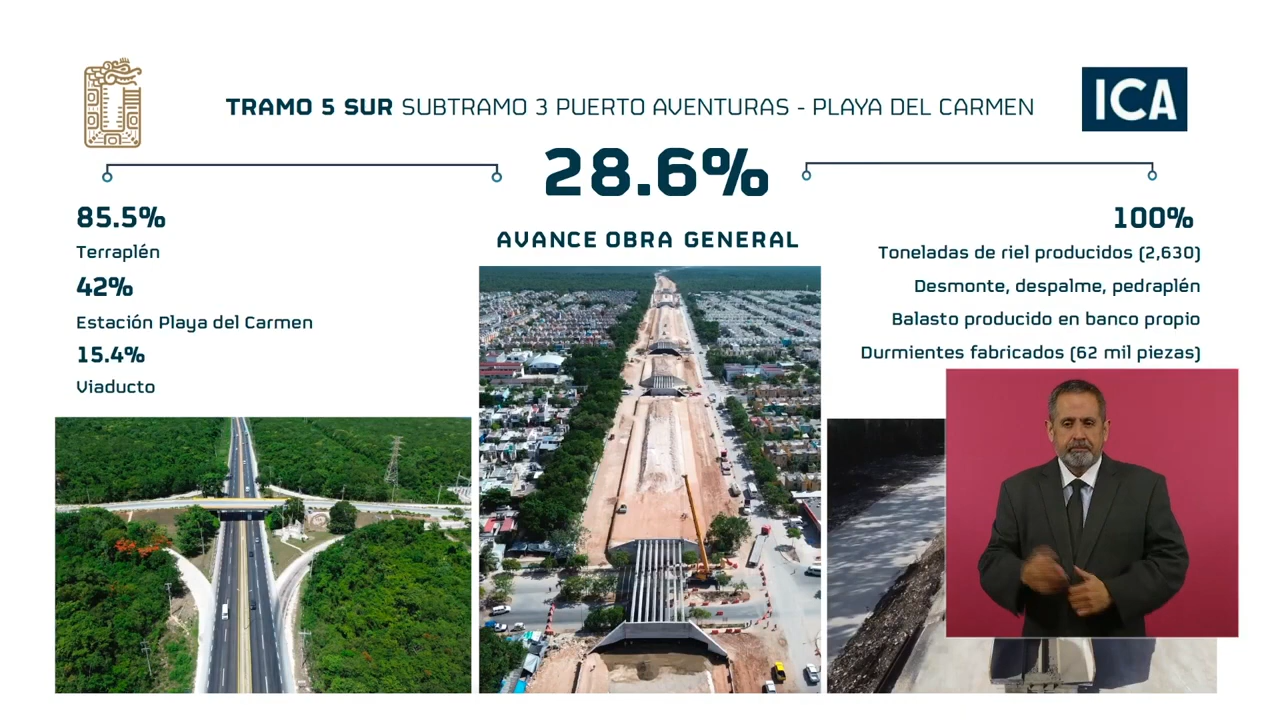 TRAMO 5 SUR SUBTRAMO 3 PUERTO AVENTURAS - PLAYA DEL CARMEN
ICA
28.6%
AVANCE OBRA GENERAL
85.5%
Terraplén
42%
Estación Playa del Carmen
15.4%
Viaducto
100%
Toneladas de riel producidos (2,630)
Desmonte, despalme, pedraplén
Balasto producido en banco propio
Durmientes fabricados (62 mil piezas)